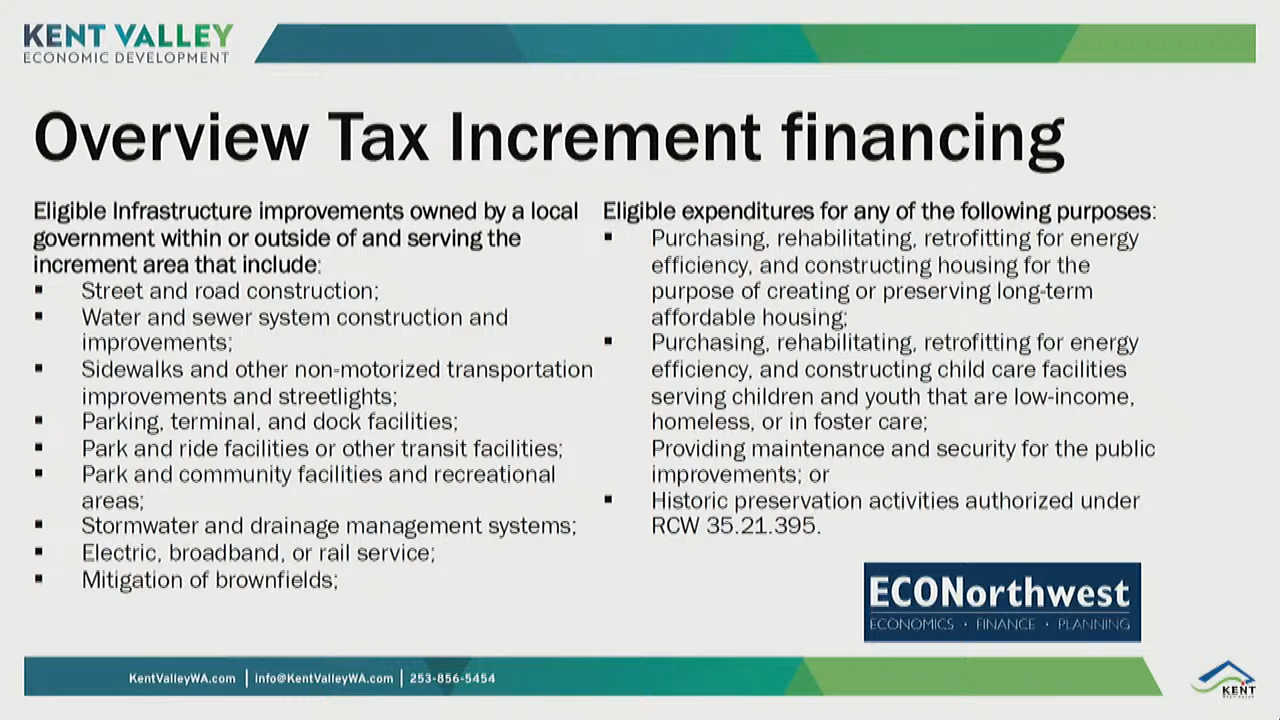 KENT VALLEY
ECONOMIC DEVELOPMENT
Overview Tax Increment financing
Eligible Infrastructure improvements owned by a local
government within or outside of and serving the
increment area that include:
▪ Street and road construction;
▪ Water and sewer system construction and
improvements;
▪ Sidewalks and other non-motorized transportation
improvements and streetlights;
▪ Parking, terminal, and dock facilities;
▪ Park and ride facilities or other transit facilities;
▪ Park and community facilities and recreational
areas;
▪ Stormwater and drainage management systems;
▪ Electric, broadband, or rail service;
▪ Mitigation of brownfields;
Eligible expenditures for any of the following purposes:
▪ Purchasing, rehabilitating, retrofitting for energy
efficiency, and constructing housing for the
purpose of creating or preserving long-term
affordable housing;
▪ Purchasing, rehabilitating, retrofitting for energy
efficiency, and constructing child care facilities
serving children and youth that are low-income,
homeless, or in foster care;
Providing maintenance and security for the public
improvements; or
▪ Historic preservation activities authorized under
RCW 35.21.395.
ECONorthwest
ECONOMICS · FINANCE · PLANNING
KentValleyWA.com | info@KentValleyWA.com | 253-856-5454
KENT